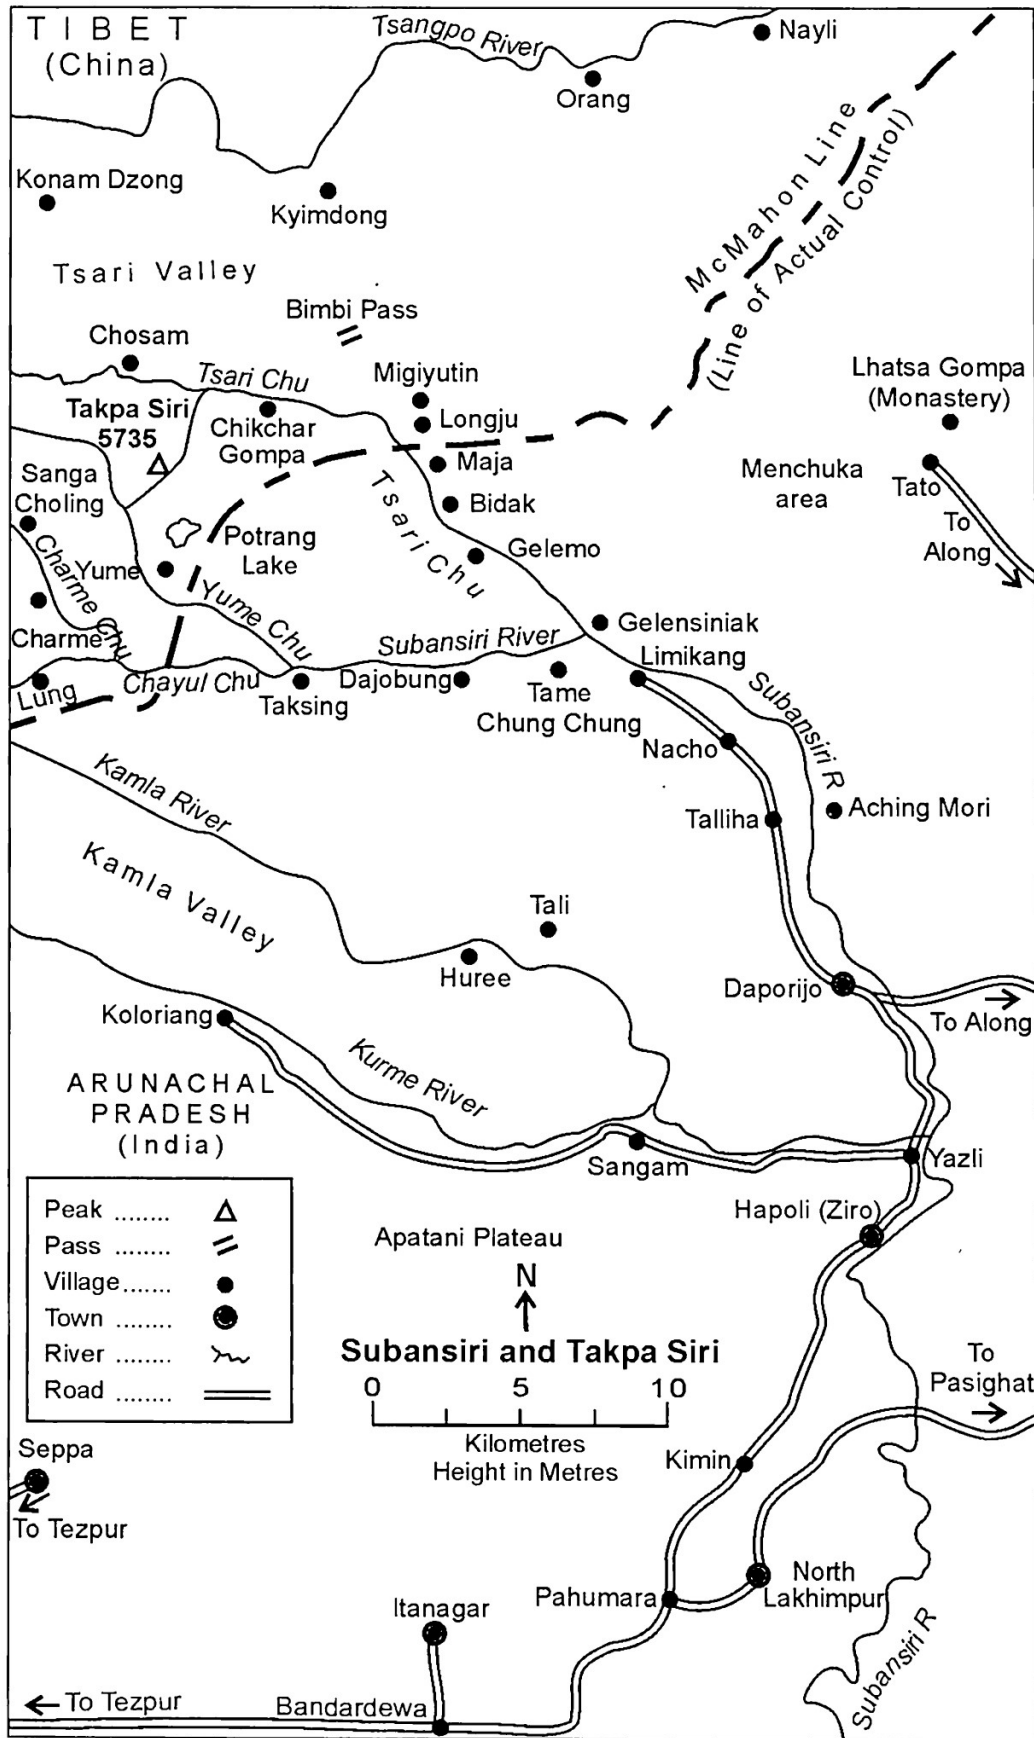 TIBET
(China)
Tsangpo River
Nayli
Orang
Konam Dzong
Kyimdong
McMahon Line
(Line of Actual Control)
Tsari Valley
Bimbi Pass
Chosam
Tsari Chu
Migiyutin
Lhatsa Gompa
(Monastery)
Takpa Siri
5735
Chikchar
Gompa
Longju
Maja
Menchuka
area
Tato
Sanga
Choling
Tsari Chu
Bidak
To
Along
Potrang
Lake
Gelemo
Charme Chu
Yume
Yume Chu
Charme
Subansiri River
Gelensiniak
Limikang
Lung
Chayul Chu
Taksing
Dajobung
Tame
Chung Chung
Subansiri R
Nacho
Kamla River
Talliha
Aching Mori
Kamla Valley
Tali
Huree
Daporijo
To Along
Koloriang
Kurme River
ARUNACHAL
PRADESH
(India)
Sangam
Yazli
Peak ........
Pass ........
Village.......
Town ........
River ........
Road ........
Hapoli (Ziro)
Apatani Plateau
N
Subansiri and Takpa Siri
0 5 10
Kilometres
Height in Metres
To
Pasighat
Seppa
To Tezpur
Kimin
North
Lakhimpur
Pahumara
Itanagar
Subansiri R
To Tezpur
Bandardewa